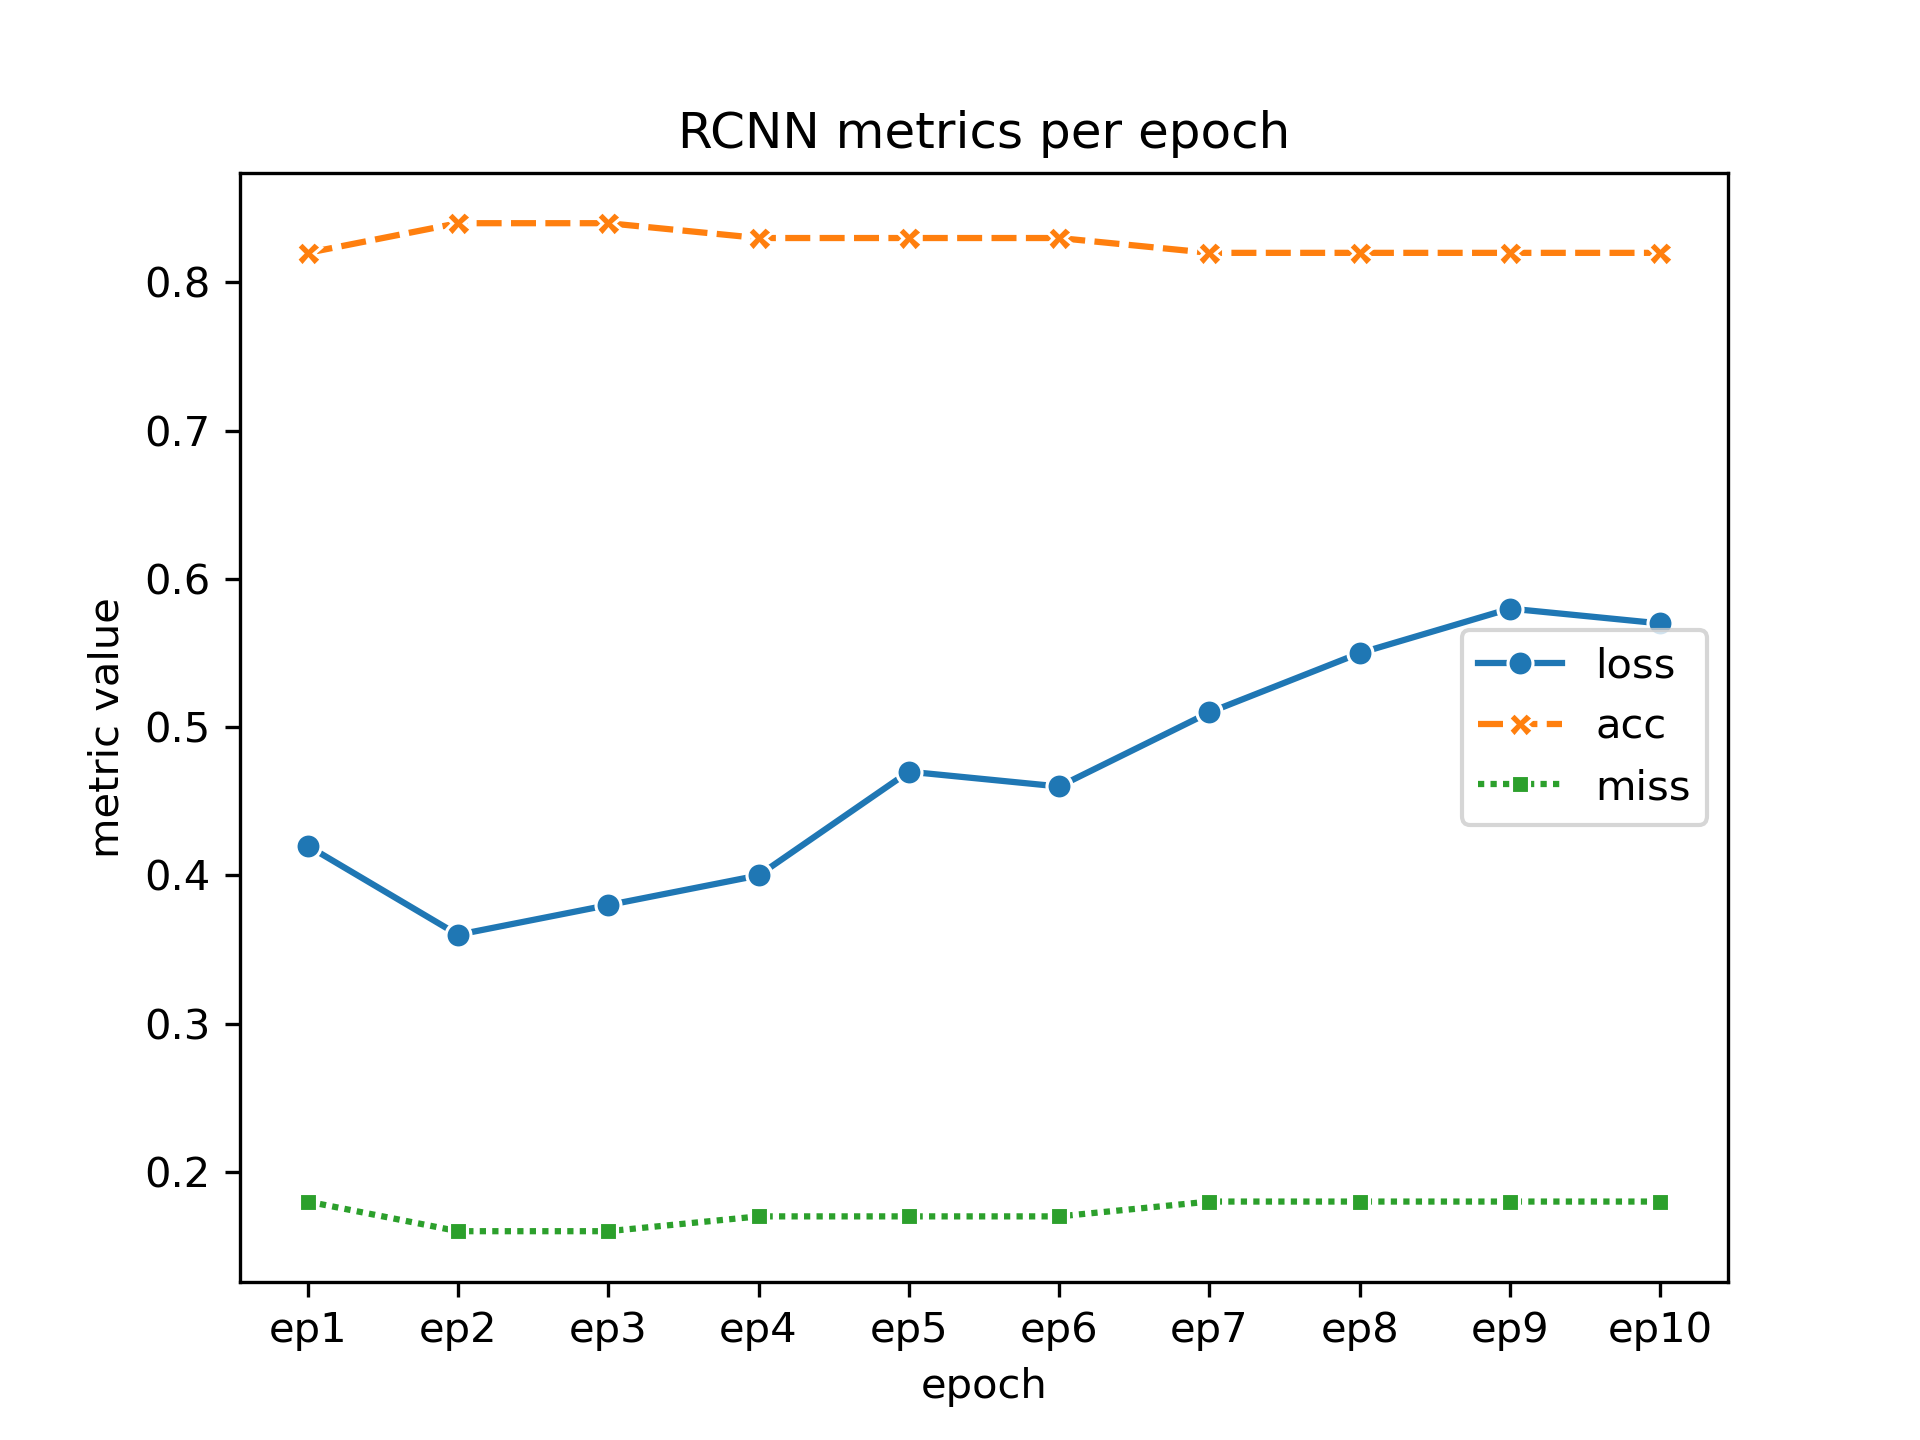 RCNN metrics per epoch
metric value
0.8
0.7
0.6
0.5
0.4
0.3
0.2
loss
acc
miss
ep1 ep2 ep3 ep4 ep5 ep6 ep7 ep8 ep9 ep10
epoch